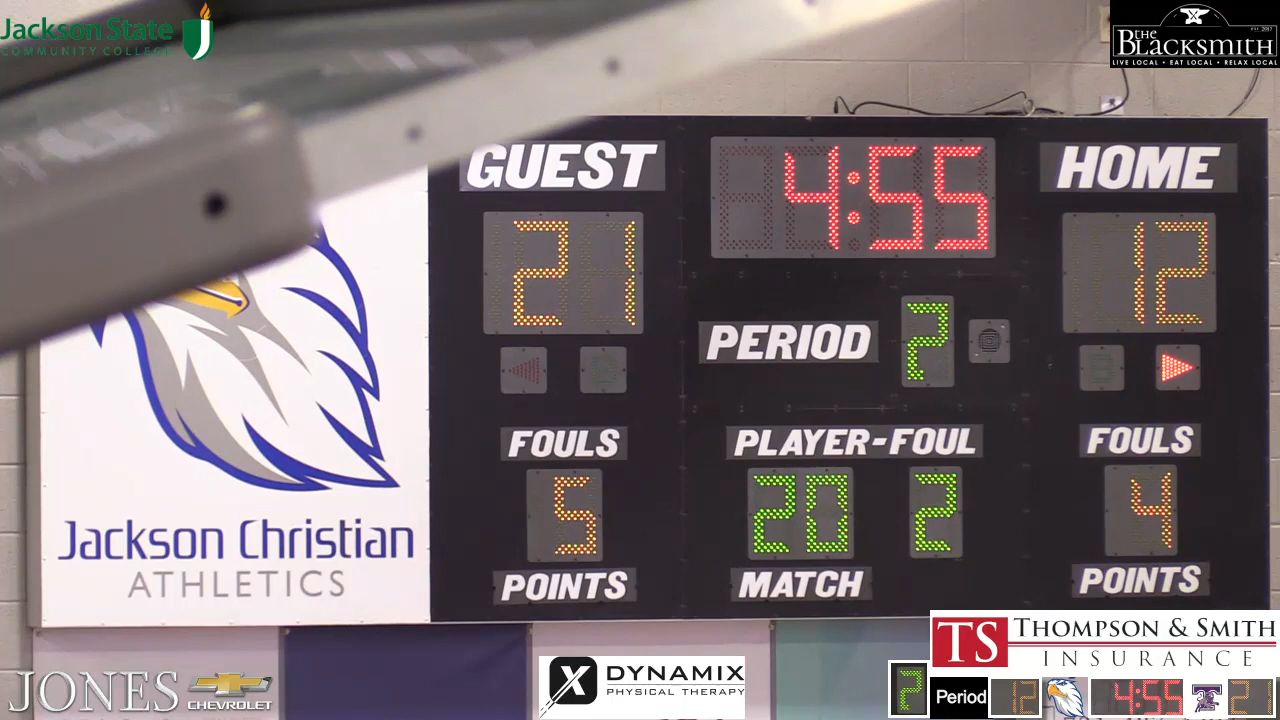 Jackson State
COMMUNITY COLLEGE
THE
BLACKSMITH
LIVE LOCAL • EAT LOCAL • RELAX LOCAL
GUEST
4:55
HOME
21
12
PERIOD
2
FOULS
PLAYER-FOUL
FOULS
5
20
2
4
POINTS
MATCH
POINTS
Jackson Christian
ATHLETICS
JONES
CHEVROLET
X DYNAMIX
PHYSICAL THERAPY
TS THOMPSON & SMITH
INSURANCE
2 Period 12 4:55 21